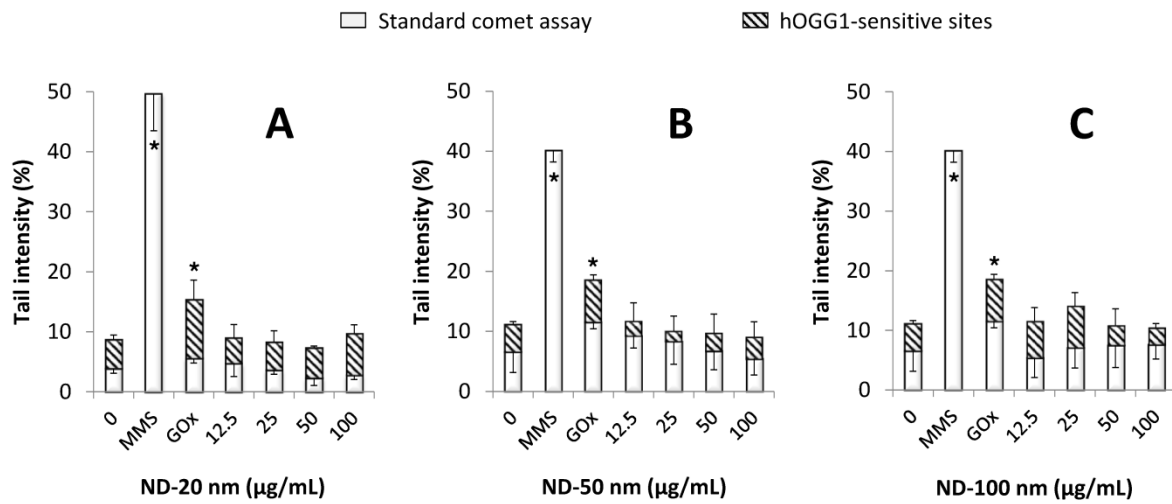 Standard comet assay
hOGG1-sensitive sites
A
Tail intensity (%)
50
40
30
20
10
0
*
*
0
MMS
GOx
12.5
25
50
100
ND-20 nm (µg/mL)
B
Tail intensity (%)
50
40
30
20
10
0
*
*
0
MMS
GOx
12.5
25
50
100
ND-50 nm (µg/mL)
C
Tail intensity (%)
50
40
30
20
10
0
*
*
0
MMS
GOx
12.5
25
50
100
ND-100 nm (µg/mL)